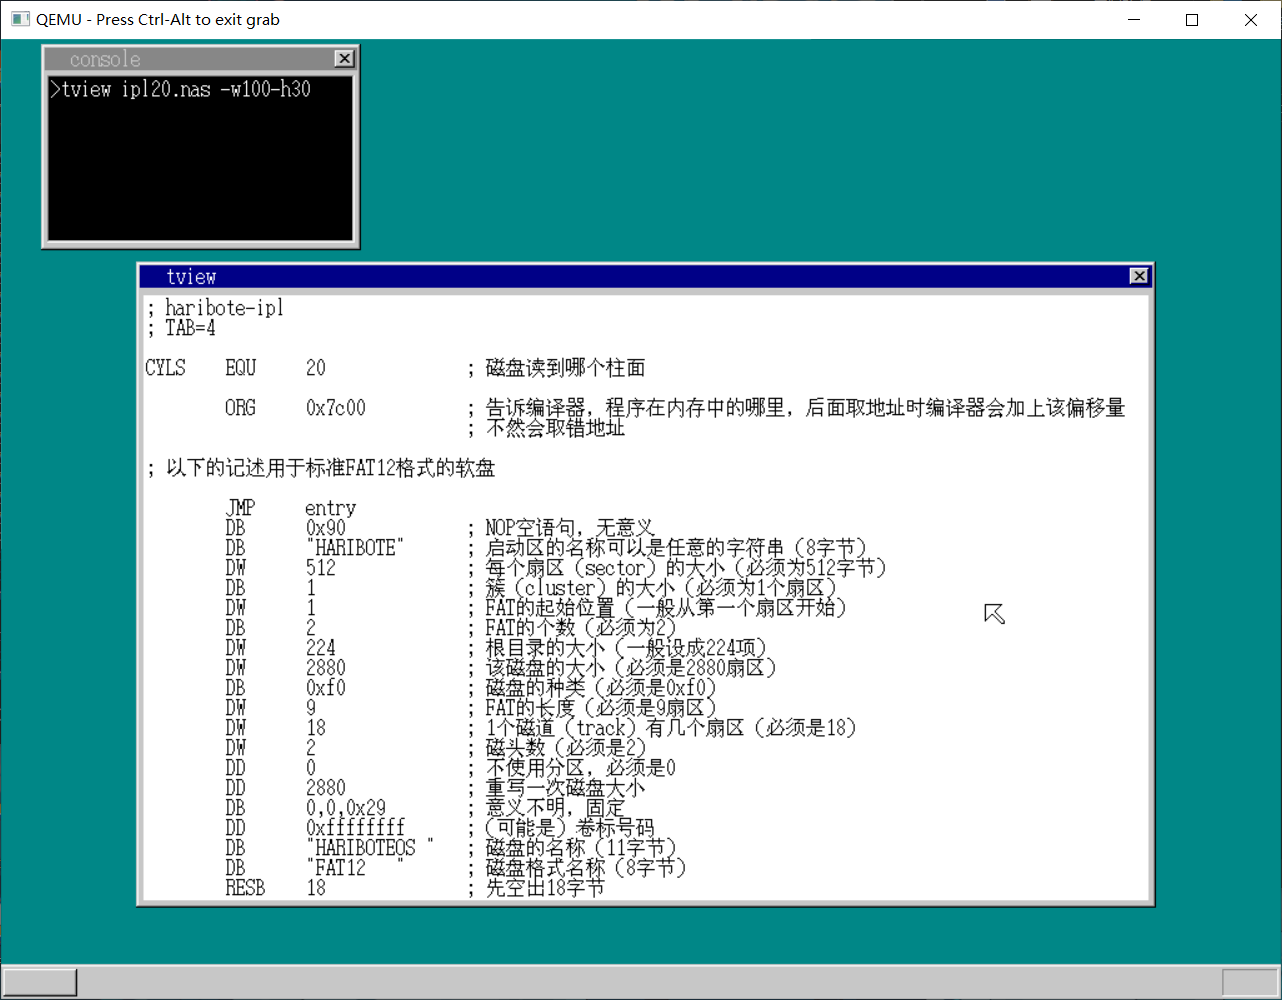 QEMU - Press Ctrl-Alt to exit grab
console
>tview ipl20.nas -w100-h30
tview
; haribote-ipl
; TAB=4
CYLS EQU 20 ; 磁盘读到哪个柱面
ORG 0x7c00 ; 告诉编译器，程序在内存中的哪里，后面取地址时编译器会加上该偏移量
; 不然会取错地址
; 以下的记述用于标准FAT12格式的软盘
JMP entry
DB 0x90 ; NOP空语句，无意义
DB "HARIBOTE" ; 启动区的名称可以是任意的字符串（8字节）
DW 512 ; 每个扇区（sector）的大小（必须为512字节）
DB 1 ; 簇（cluster）的大小（必须为1个扇区）
DW 1 ; FAT的起始位置（一般从第一个扇区开始）
DB 2 ; FAT的个数（必须为2）
DW 224 ; 根目录的大小（一般设成224项）
DW 2880 ; 该磁盘的大小（必须是2880扇区）
DB 0xf0 ; 磁盘的种类（必须是0xf0）
DW 9 ; FAT的长度（必须是9扇区）
DW 18 ; 1个磁道（track）有几个扇区（必须是18）
DW 2 ; 磁头数（必须是2）
DD 0 ; 不使用分区，必须是0
DD 2880 ; 重写一次磁盘大小
DB 0,0,0x29 ; 意义不明，固定
DD 0xffffffff ;（可能是）卷标号码
DB "HARIBOTEOS " ; 磁盘的名称（11字节）
DB "FAT12   " ; 磁盘格式名称（8字节）
RESB 18 ; 先空出18字节